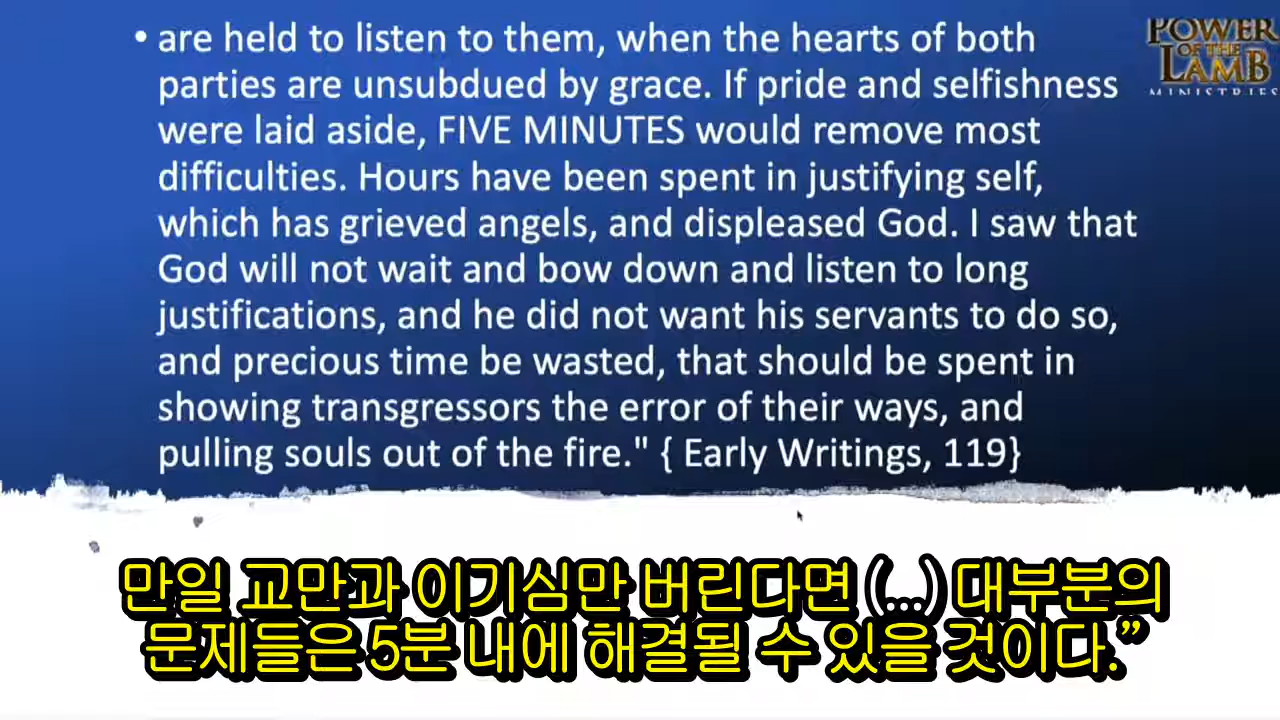 • are held to listen to them, when the hearts of both
parties are unsubdued by grace. If pride and selfishness
were laid aside, FIVE MINUTES would remove most
difficulties. Hours have been spent in justifying self,
which has grieved angels, and displeased God. I saw that
God will not wait and bow down and listen to long
justifications, and he did not want his servants to do so,
and precious time be wasted, that should be spent in
showing transgressors the error of their ways, and
pulling souls out of the fire." { Early Writings, 119}
POWER
OF THE
LAMB
MINISTRIES
만일 교만과 이기심만 버린다면 (...) 대부분의
문제들은 5분 내에 해결될 수 있을 것이다.”